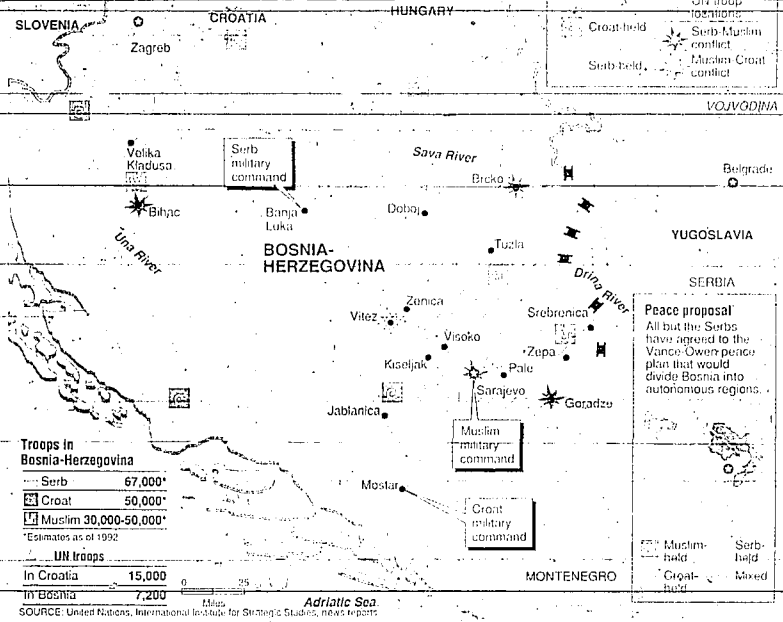 SLOVENIA
Zagreb
CROATIA
HUNGARY
UN troop
locations
Croat-held
Serb-Muslim
conflict
Serb-held
Muslim-Croat
conflict
VOJVODINA
Velika
Kladusa
Serb
military
command
Sava River
Brcko
Belgrade
Bihac
Banja
Luka
Doboj
Una River
BOSNIA-
HERZEGOVINA
Tuzla
YUGOSLAVIA
Drina River
SERBIA
Zenica
Vitez
Srebrenica
Visoko
Kiseljak
Zepa
Pale
Sarajevo
Goradze
Jablanica
Peace proposal
All but the Serbs
have agreed to the
Vance-Owen peace
plan that would
divide Bosnia into
autonomous regions.
Muslim
military
command
Mostar
Croat
military
command
Troops in
Bosnia-Herzegovina
Serb 67,000*
Croat 50,000*
Muslim 30,000-50,000*
*Estimates as of 1992
UN troops
In Croatia 15,000
In Bosnia 7,200
0 25
Miles
Adriatic Sea
MONTENEGRO
Muslim-
held
Serb-
held
Croat-
held
Mixed
SOURCE: United Nations, International Institute for Strategic Studies, news reports